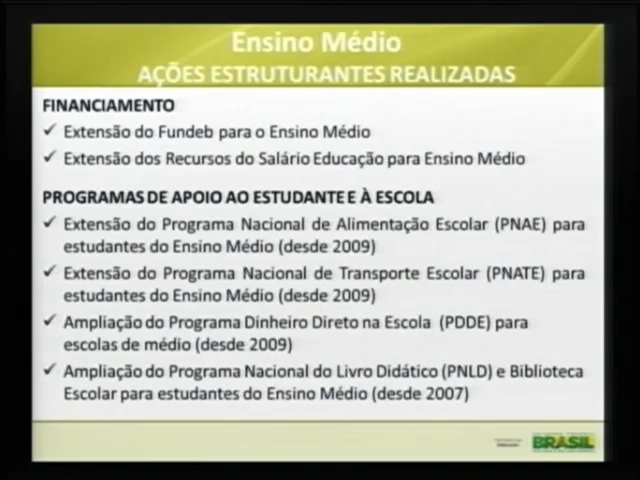 Ensino Médio
AÇÕES ESTRUTURANTES REALIZADAS
FINANCIAMENTO
✓ Extensão do Fundeb para o Ensino Médio
✓ Extensão dos Recursos do Salário Educação para Ensino Médio
PROGRAMAS DE APOIO AO ESTUDANTE E À ESCOLA
✓ Extensão do Programa Nacional de Alimentação Escolar (PNAE) para
estudantes do Ensino Médio (desde 2009)
✓ Extensão do Programa Nacional de Transporte Escolar (PNATE) para
estudantes do Ensino Médio (desde 2009)
✓ Ampliação do Programa Dinheiro Direto na Escola (PDDE) para
escolas de médio (desde 2009)
✓ Ampliação do Programa Nacional do Livro Didático (PNLD) e Biblioteca
Escolar para estudantes do Ensino Médio (desde 2007)
BRASIL